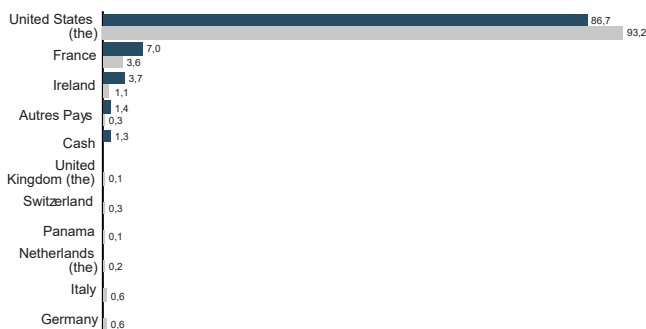 United States
(the)
86,7
93,2
France
7,0
3,6
Ireland
3,7
1,1
Autres Pays
1,4
0,3
Cash
1,3
United
Kingdom (the)
0,1
Switzerland
0,3
Panama
0,1
Netherlands
(the)
0,2
Italy
0,6
Germany
0,6